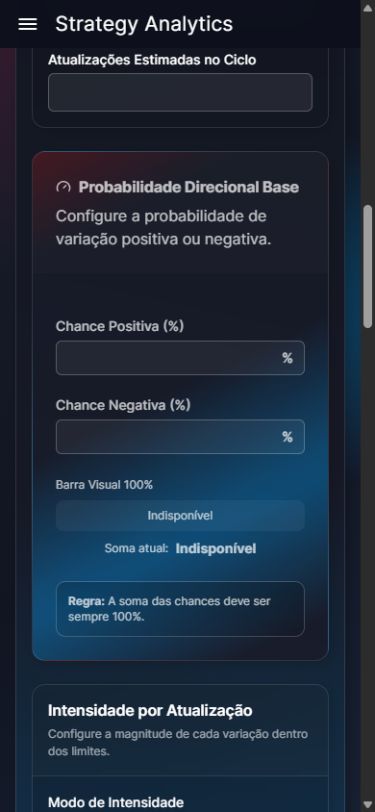 Strategy Analytics
Atualizações Estimadas no Ciclo
Probabilidade Direcional Base
Configure a probabilidade de
variação positiva ou negativa.
Chance Positiva (%)
%
Chance Negativa (%)
%
Barra Visual 100%
Indisponível
Soma atual: Indisponível
Regra: A soma das chances deve ser
sempre 100%.
Intensidade por Atualização
Configure a magnitude de cada variação dentro
dos limites.
Modo de Intensidade